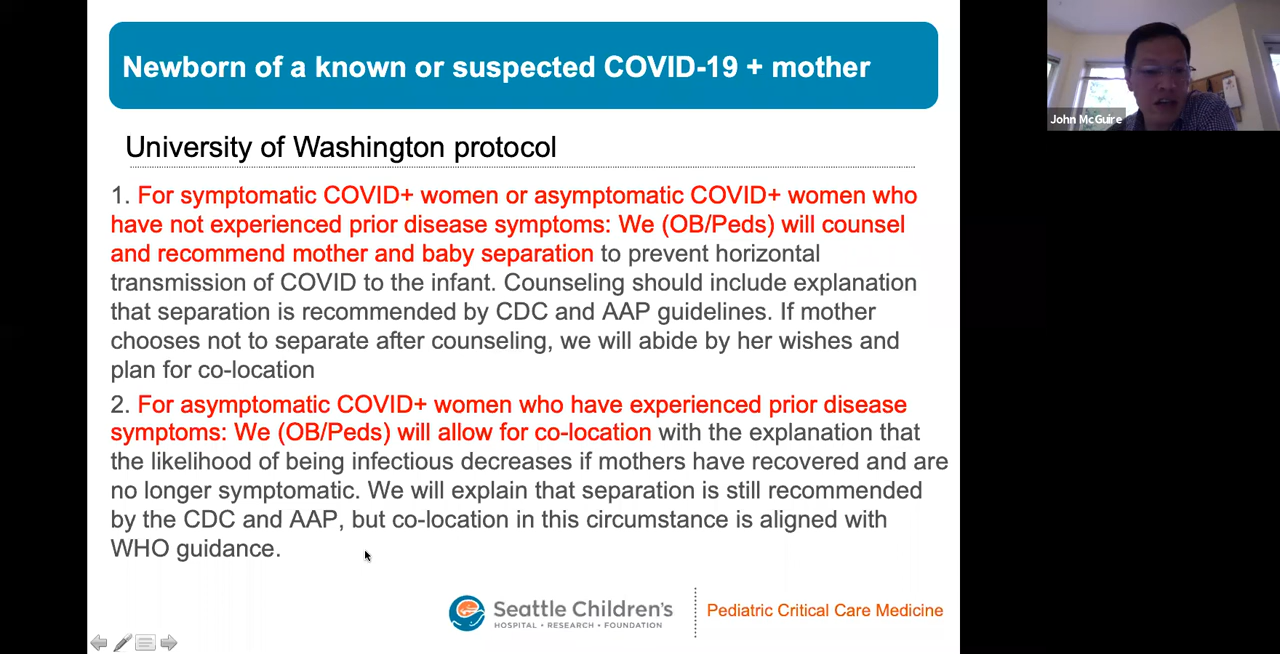 Newborn of a known or suspected COVID-19 + mother
John McGuire
University of Washington protocol
1. For symptomatic COVID+ women or asymptomatic COVID+ women who
have not experienced prior disease symptoms: We (OB/Peds) will counsel
and recommend mother and baby separation to prevent horizontal
transmission of COVID to the infant. Counseling should include explanation
that separation is recommended by CDC and AAP guidelines. If mother
chooses not to separate after counseling, we will abide by her wishes and
plan for co-location
2. For asymptomatic COVID+ women who have experienced prior disease
symptoms: We (OB/Peds) will allow for co-location with the explanation that
the likelihood of being infectious decreases if mothers have recovered and are
no longer symptomatic. We will explain that separation is still recommended
by the CDC and AAP, but co-location in this circumstance is aligned with
WHO guidance.
Seattle Children's
HOSPITAL • RESEARCH • FOUNDATION
Pediatric Critical Care Medicine